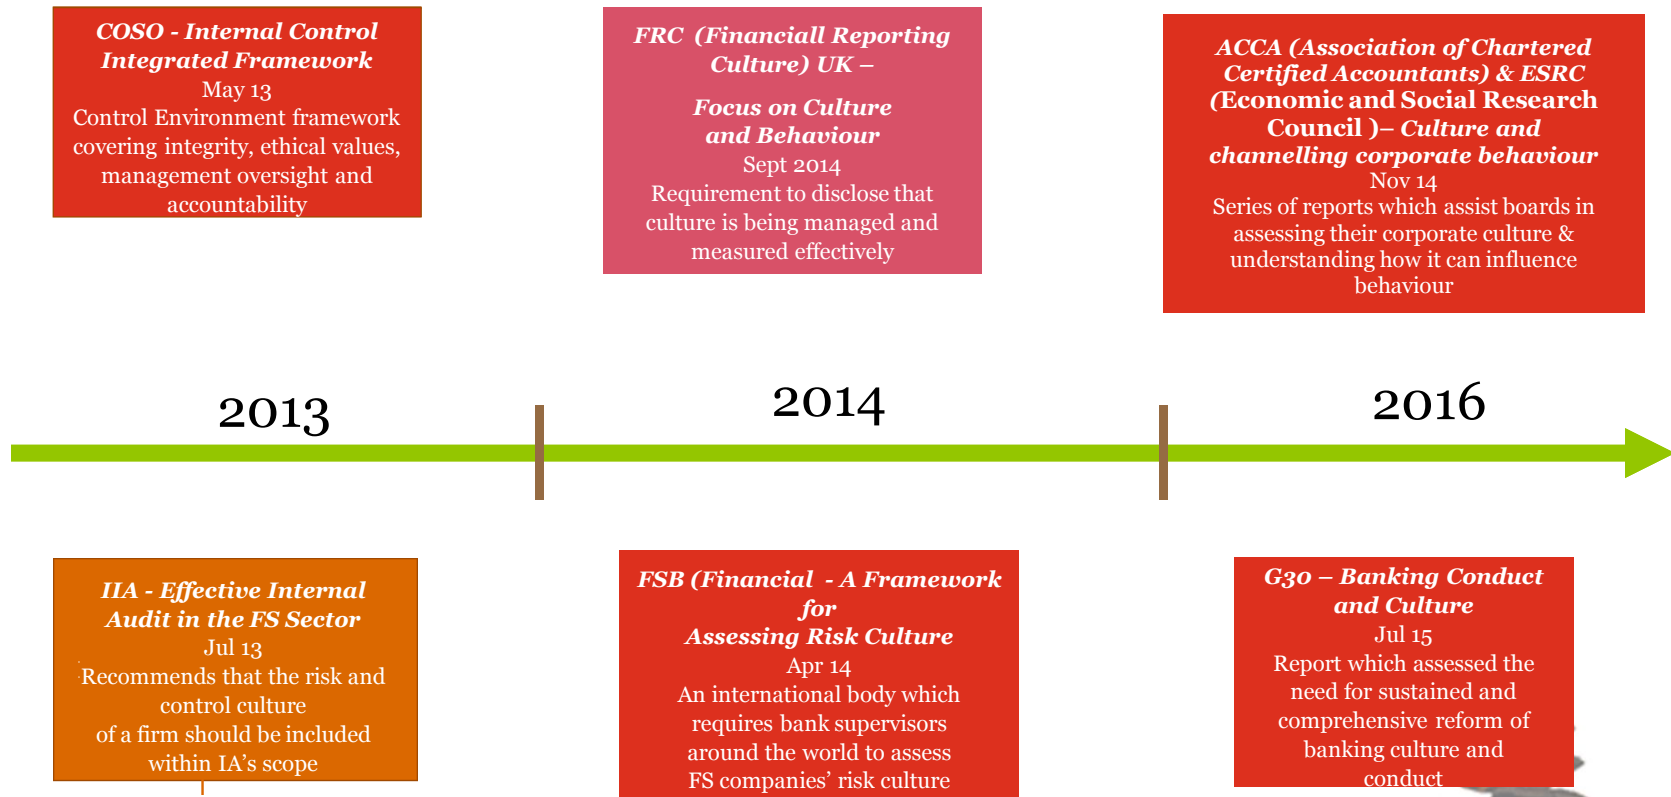 COSO - Internal Control
Integrated Framework
May 13
Control Environment framework
covering integrity, ethical values,
management oversight and
accountability
FRC (Financiall Reporting
Culture) UK –
Focus on Culture
and Behaviour
Sept 2014
Requirement to disclose that
culture is being managed and
measured effectively
ACCA (Association of Chartered
Certified Accountants) & ESRC
(Economic and Social Research
Council )– Culture and
channelling corporate behaviour
Nov 14
Series of reports which assist boards in
assessing their corporate culture &
understanding how it can influence
behaviour
2013
2014
2016
IIA - Effective Internal
Audit in the FS Sector
Jul 13
Recommends that the risk and
control culture
of a firm should be included
within IA’s scope
FSB (Financial - A Framework
for
Assessing Risk Culture
Apr 14
An international body which
requires bank supervisors
around the world to assess
FS companies’ risk culture
G30 – Banking Conduct
and Culture
Jul 15
Report which assessed the
need for sustained and
comprehensive reform of
banking culture and
conduct